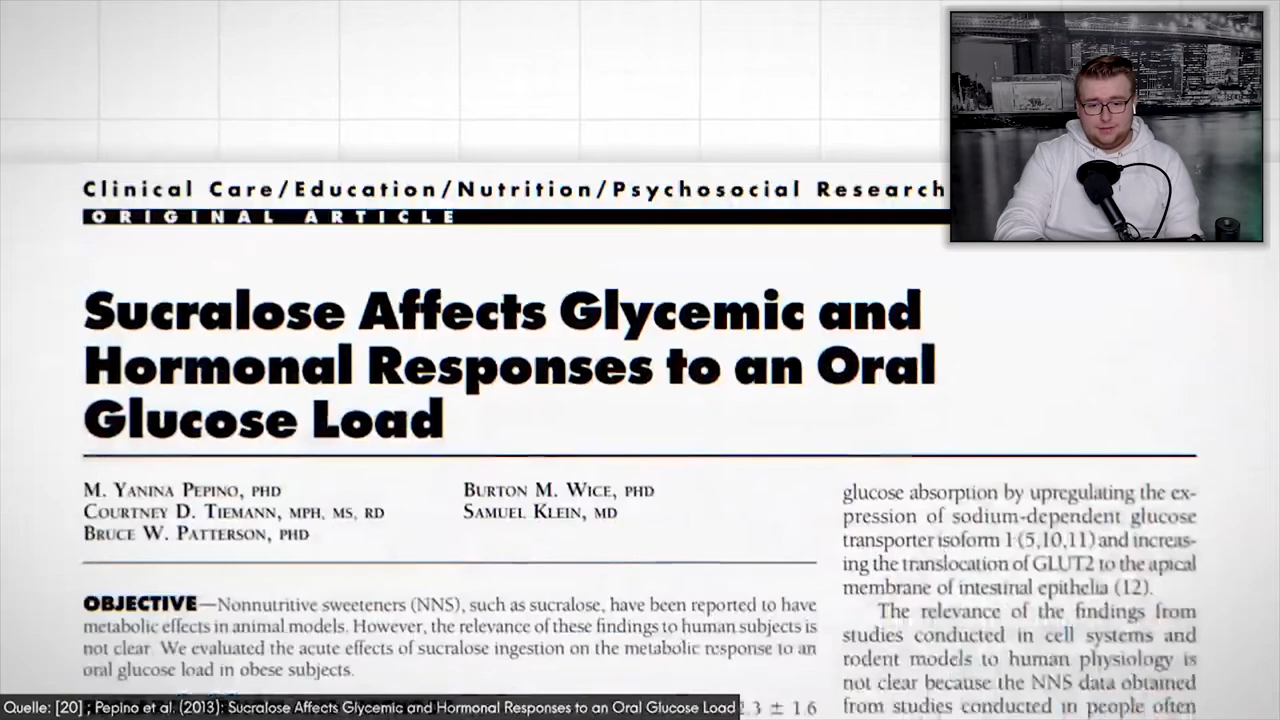 Clinical Care/Education/Nutrition/Psychosocial Research
ORIGINAL ARTICLE
Sucralose Affects Glycemic and
Hormonal Responses to an Oral
Glucose Load
M. YANINA PEPINO, PHD
COURTNEY D. TIEMANN, MPH, MS, RD
BRUCE W. PATTERSON, PHD
BURTON M. WICE, PHD
SAMUEL KLEIN, MD
OBJECTIVE—Nonnutritive sweeteners (NNS), such as sucralose, have been reported to have
metabolic effects in animal models. However, the relevance of these findings to human subjects is
not clear. We evaluated the acute effects of sucralose ingestion on the metabolic response to an
oral glucose load in obese subjects.
2.3 ± 1.6
glucose absorption by upregulating the ex-
pression of sodium-dependent glucose
transporter isoform 1 (5,10,11) and increas-
ing the translocation of GLUT2 to the apical
membrane of intestinal epithelia (12).
The relevance of the findings from
studies conducted in cell systems and
rodent models to human physiology is
not clear because the NNS data obtained
from studies conducted in people often
Quelle: [20] ; Pepino et al. (2013): Sucralose Affects Glycemic and Hormonal Responses to an Oral Glucose Load